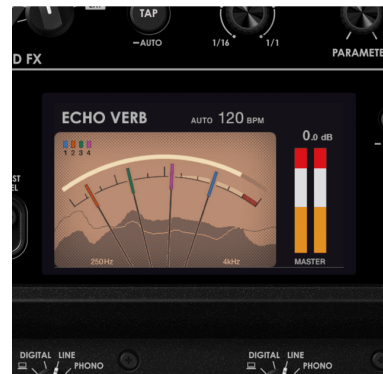 TAP
–AUTO
1/16
1/1
D FX
ECHO VERB
AUTO 120 BPM
0.0 dB
1 2 3 4
250Hz
4kHz
MASTER
DIGITAL LINE
PHONO
DIGITAL LINE
PHONO